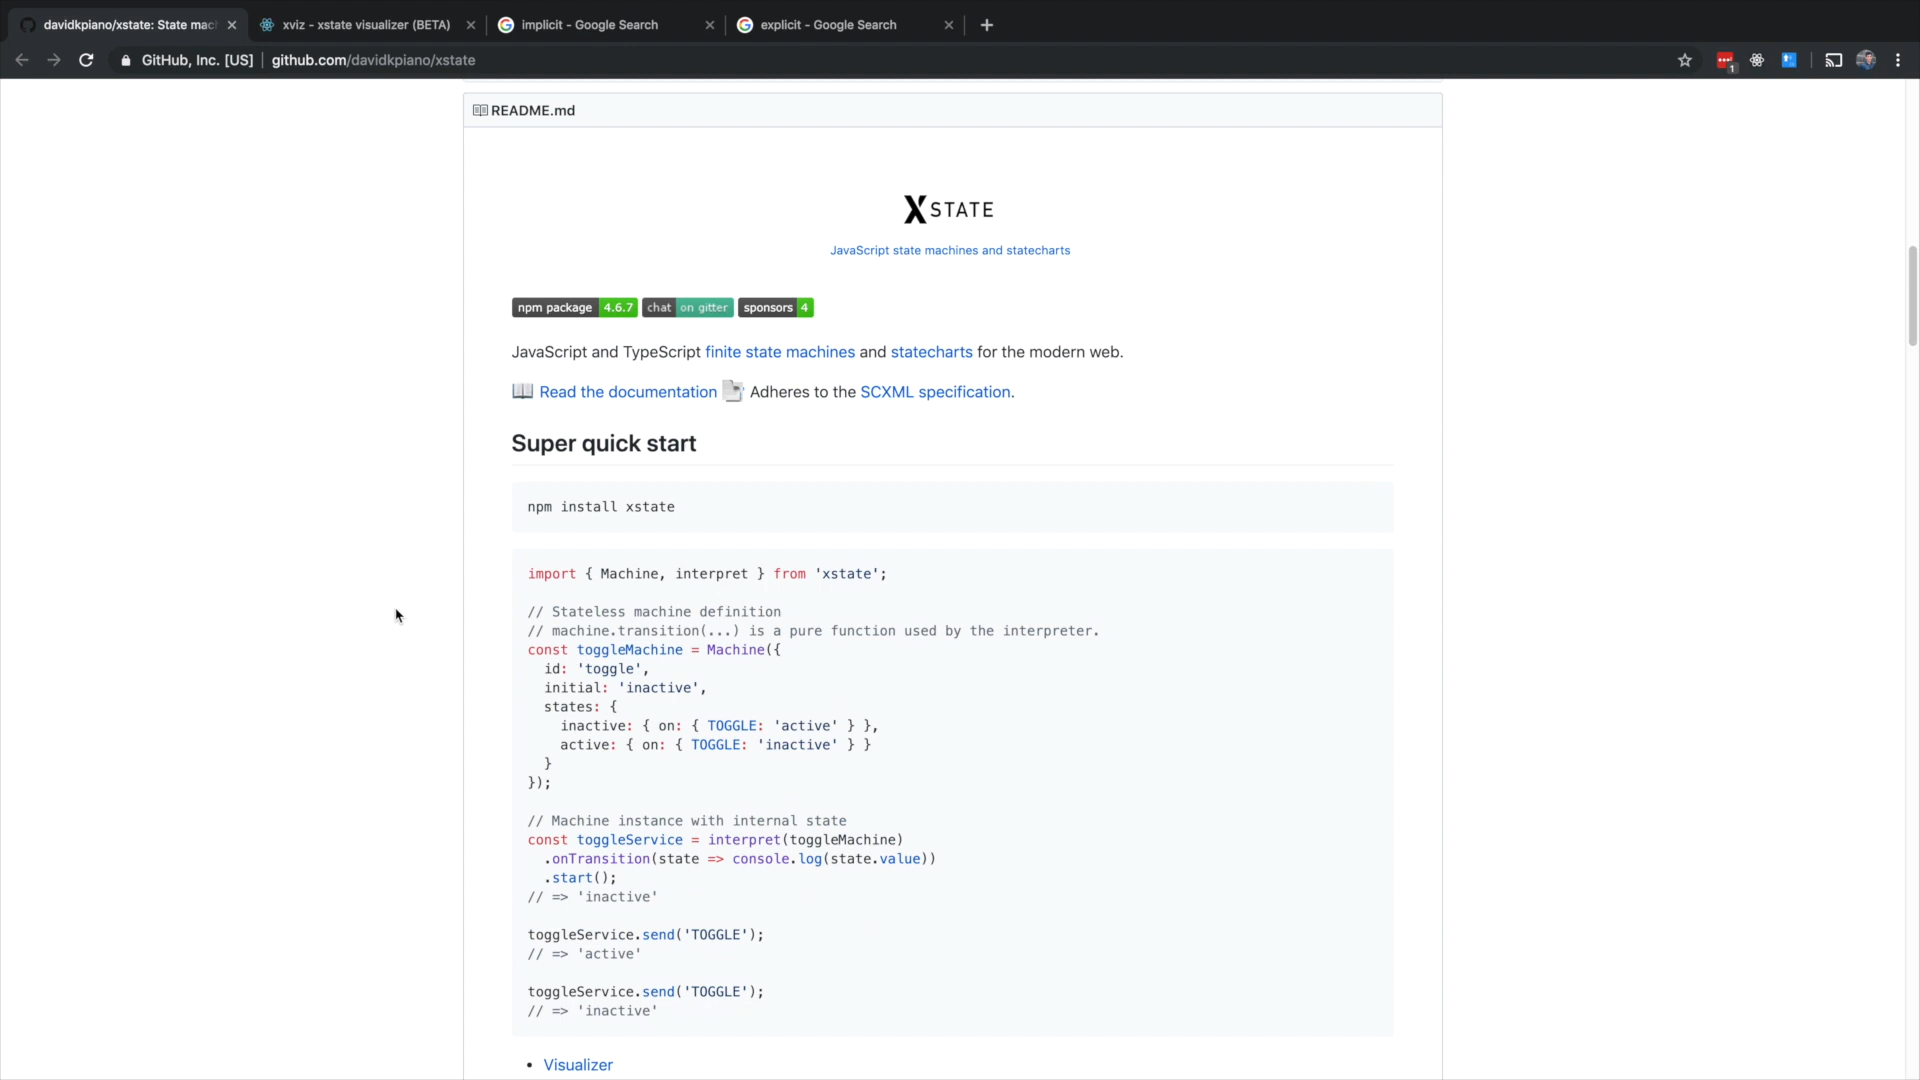 davidkpiano/xstate: State mac
xviz - xstate visualizer (BETA)
implicit - Google Search
explicit - Google Search
GitHub, Inc. [US] | github.com/davidkpiano/xstate
1
README.md
XSTATE
JavaScript state machines and statecharts
npm package 4.6.7 chat on gitter sponsors 4
JavaScript and TypeScript finite state machines and statecharts for the modern web.
Read the documentation Adheres to the SCXML specification.
Super quick start
npm install xstate
import { Machine, interpret } from 'xstate';
// Stateless machine definition
// machine.transition(...) is a pure function used by the interpreter.
const toggleMachine = Machine({
id: 'toggle',
initial: 'inactive',
states: {
inactive: { on: { TOGGLE: 'active' } },
active: { on: { TOGGLE: 'inactive' } }
}
});
// Machine instance with internal state
const toggleService = interpret(toggleMachine)
.onTransition(state => console.log(state.value))
.start();
// => 'inactive'
toggleService.send('TOGGLE');
// => 'active'
toggleService.send('TOGGLE');
// => 'inactive'
• Visualizer